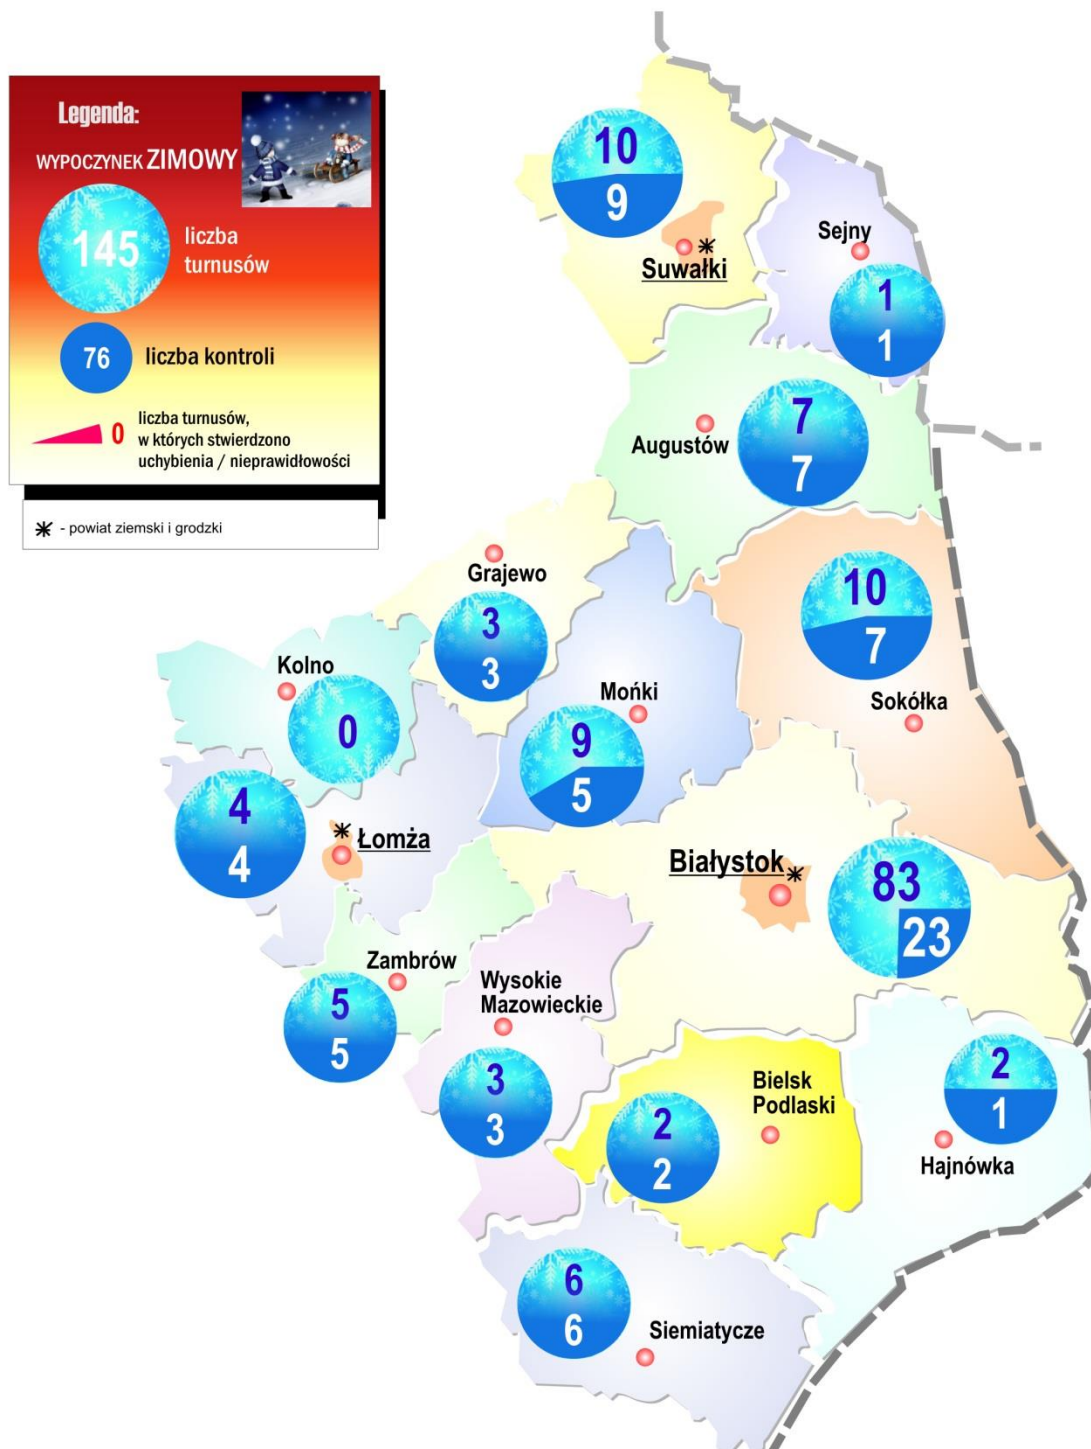 Legenda:
WYPOCZYNEK ZIMOWY
145
liczba
turnusów
76
liczba kontroli
0
liczba turnusów,
w których stwierdzono
uchybienia / nieprawidłowości
- powiat ziemski i grodzki
10
9
Suwałki
Sejny
1
1
Augustów
7
7
Grajewo
3
3
10
7
Sokółka
Kolno
0
Mońki
9
5
4
4
Łomża
Białystok
83
23
Zambrów
5
5
Wysokie
Mazowieckie
3
3
Bielsk
Podlaski
2
2
2
1
Hajnówka
6
6
Siemiatycze